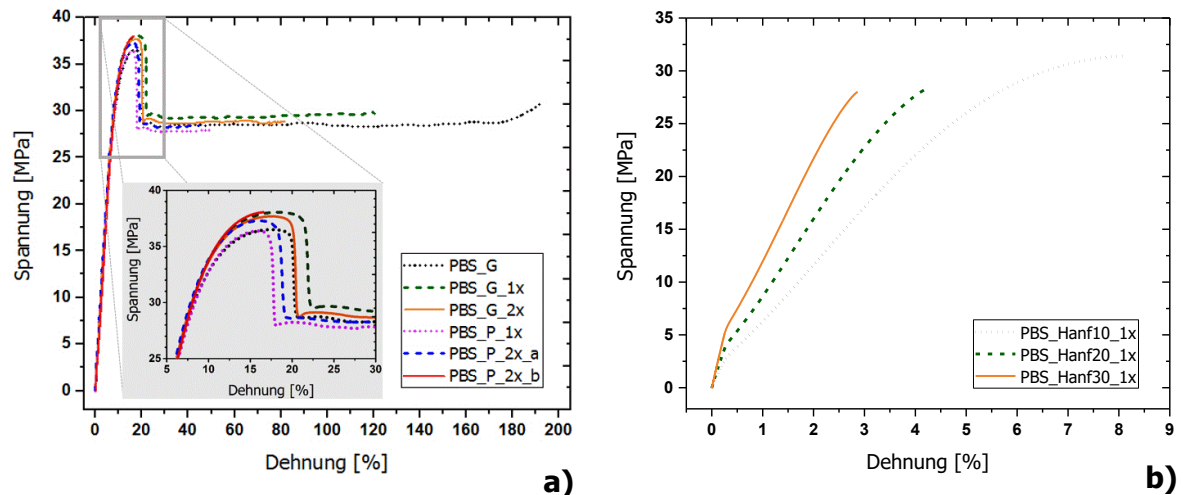 40
35
30
25
20
15
10
5
0
Spannung [MPa]
0 20 40 60 80 100 120 140 160 180 200
Dehnung [%]
40
35
30
25
Spannung [MPa]
5 10 15 20 25 30
Dehnung [%]
PBS_G
PBS_G_1x
PBS_G_2x
PBS_P_1x
PBS_P_2x_a
PBS_P_2x_b
a)
35
30
25
20
15
10
5
0
Spannung [MPa]
PBS_Hanf10_1x
PBS_Hanf20_1x
PBS_Hanf30_1x
0 1 2 3 4 5 6 7 8 9
Dehnung [%]
b)